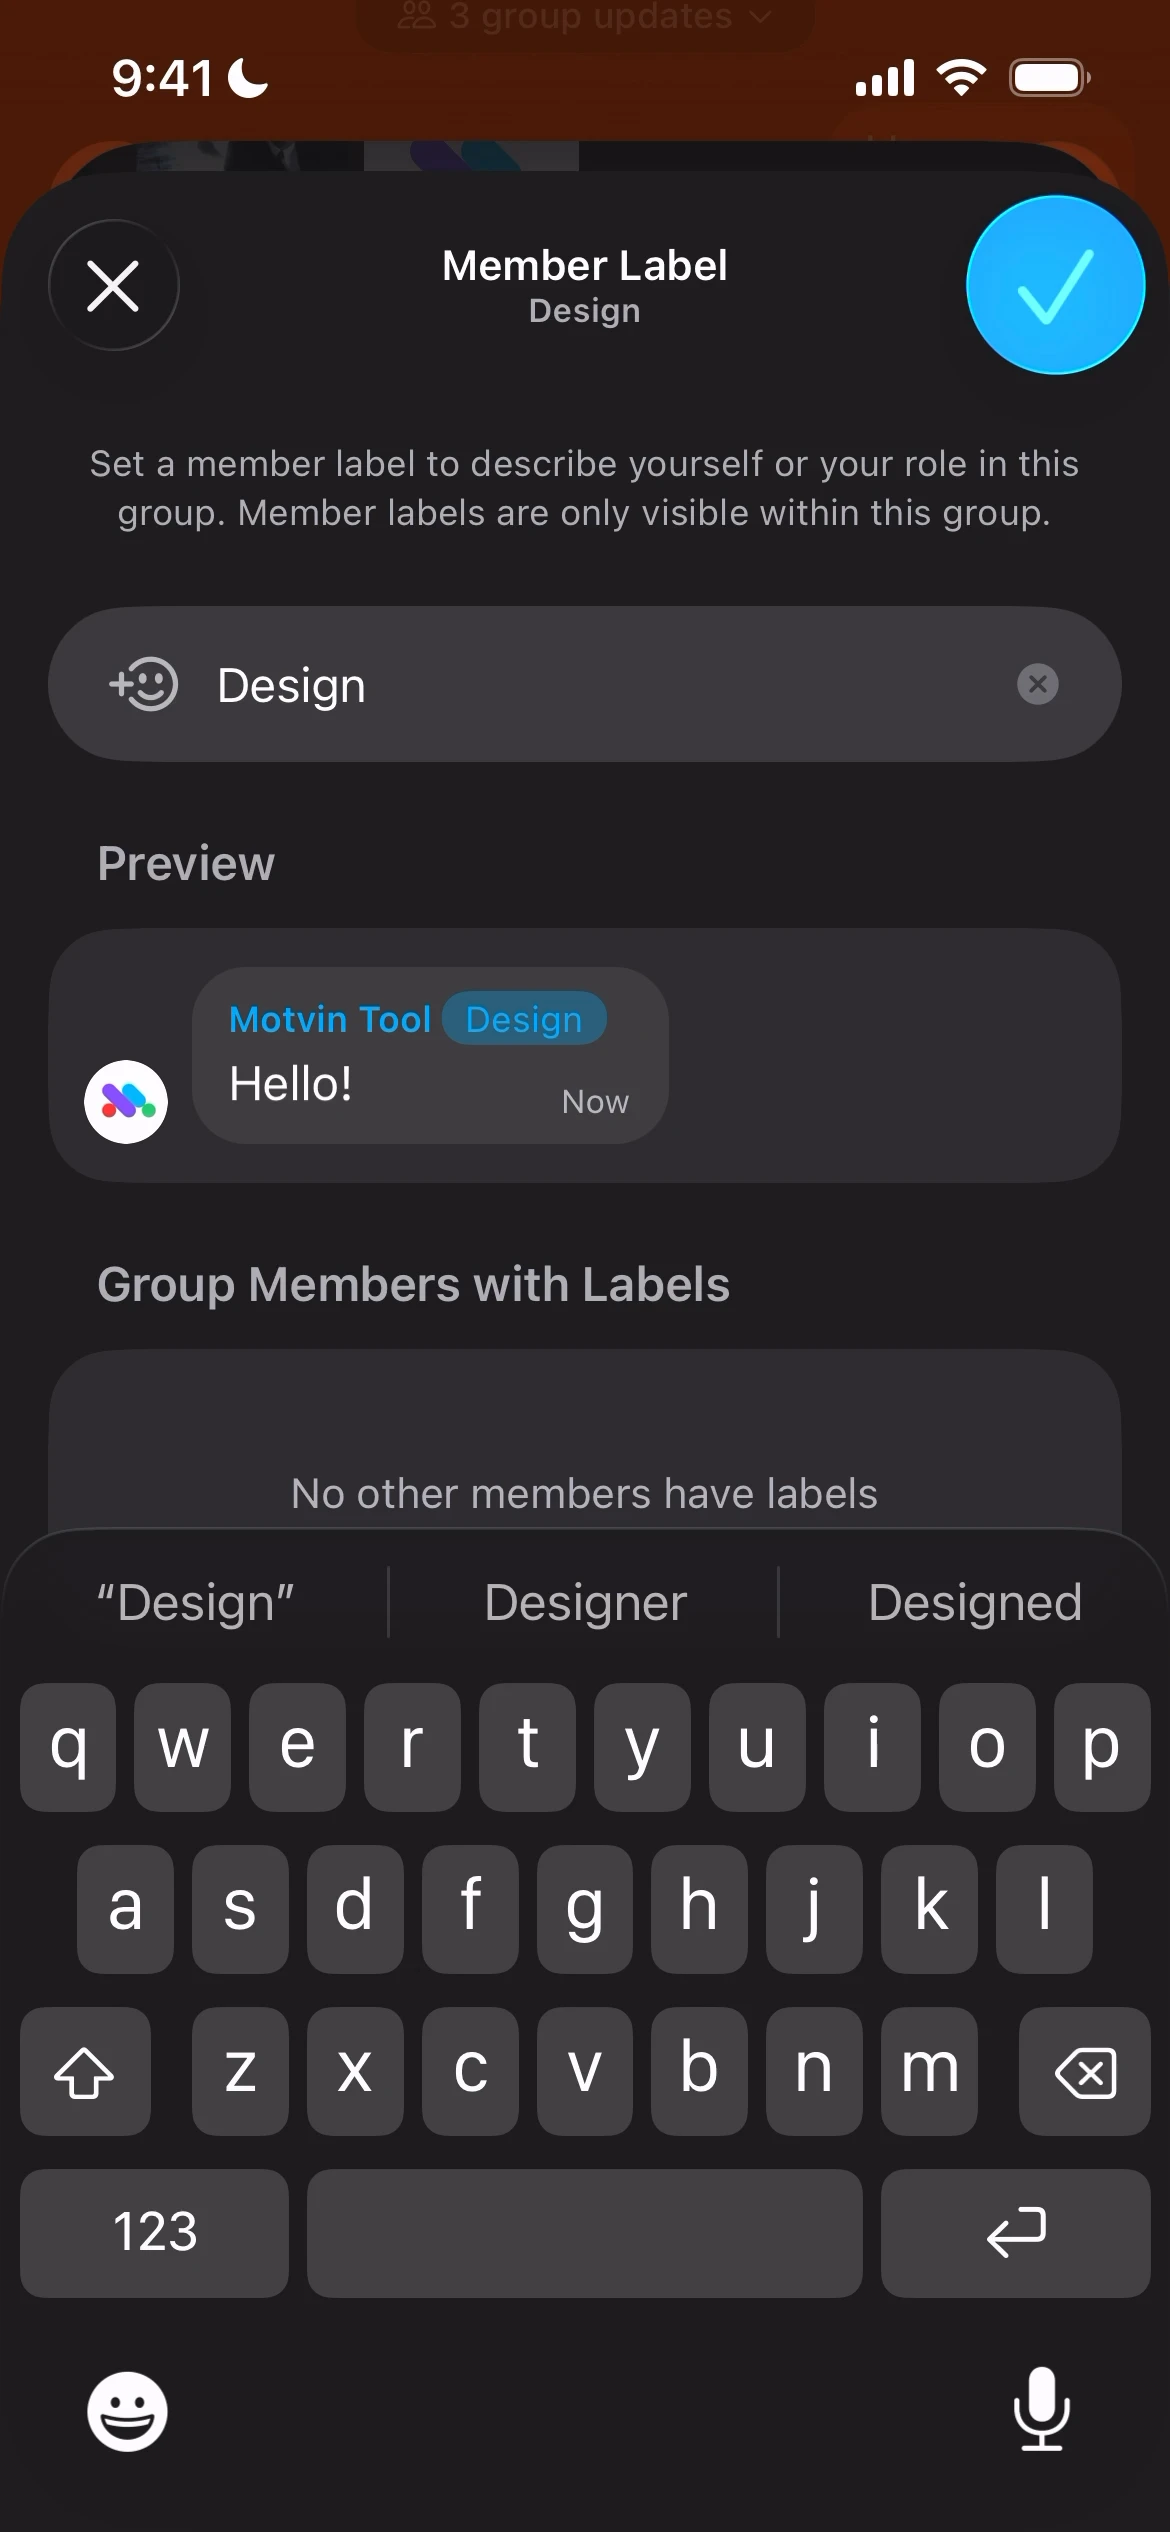 3 group updates
9:41
Member Label
Design
Set a member label to describe yourself or your role in this
group. Member labels are only visible within this group.
Design
Preview
Motvin Tool Design
Hello!
Now
Group Members with Labels
No other members have labels
“Design” Designer Designed
q w e r t y u i o p
a s d f g h j k l
z x c v b n m
123